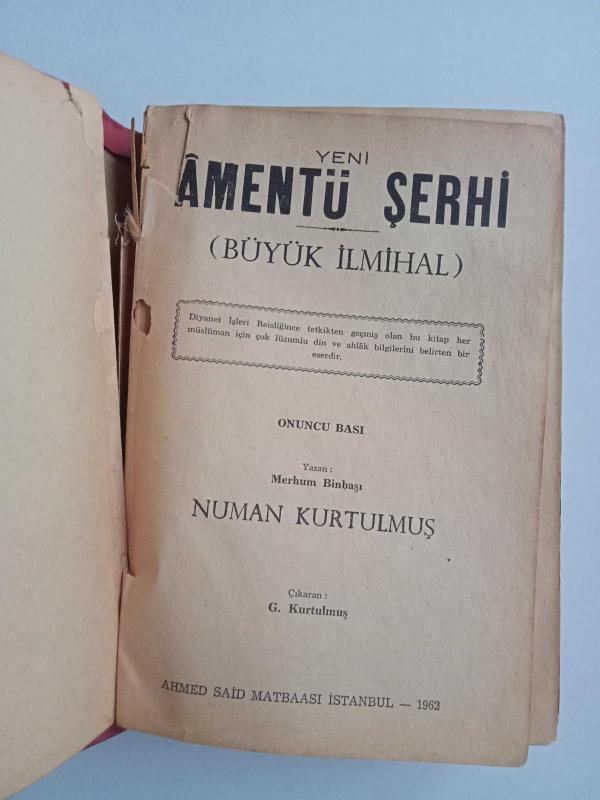 YENİ
ÂMENTÜ ŞERHİ
(BÜYÜK İLMİHAL)
Diyanet İşleri Reisliğince tetkikten geçmiş olan bu kitap her
müslüman için çok lüzumlu din ve ahlâk bilgilerini belirten bir
eserdir.
ONUNCU BASI
Yazan :
Merhum Binbaşı
NUMAN KURTULMUŞ
Çıkaran :
G. Kurtulmuş
AHMED SAİD MATBAASI İSTANBUL — 1962